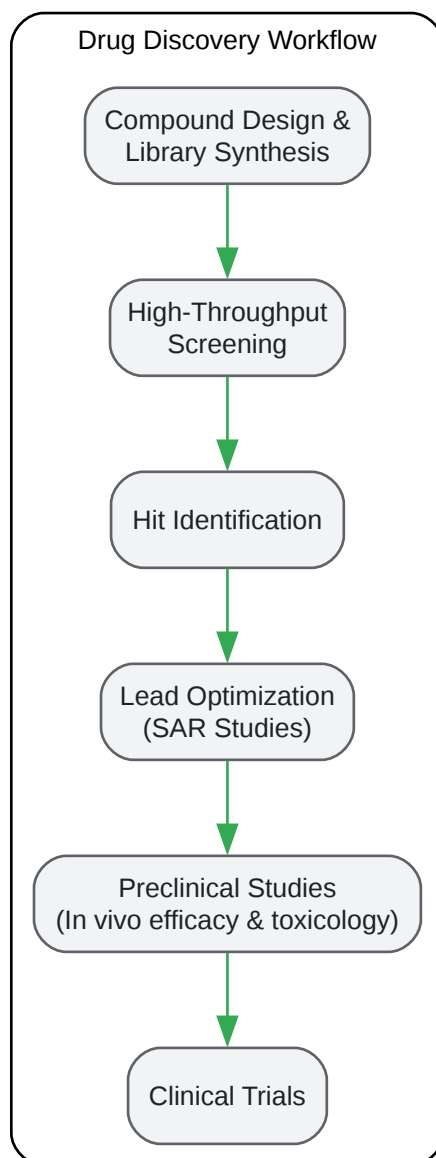 Drug Discovery Workflow
Compound Design &
Library Synthesis
High-Throughput
Screening
Hit Identification
Lead Optimization
(SAR Studies)
Preclinical Studies
(In vivo efficacy & toxicology)
Clinical Trials